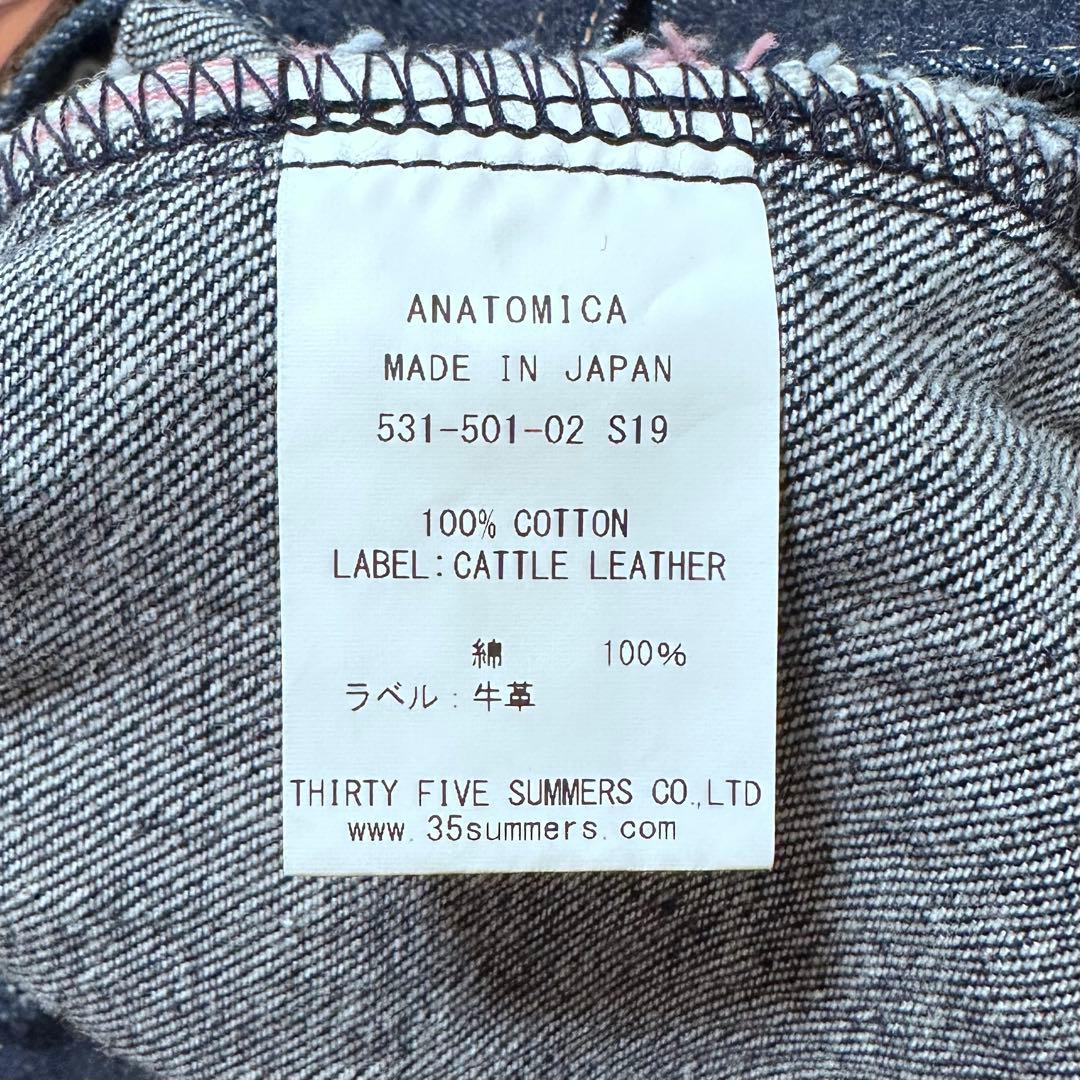 ANATOMICA
MADE IN JAPAN
531-501-02 S19
100% COTTON
LABEL:CATTLE LEATHER
綿 100%
ラベル:牛革
THIRTY FIVE SUMMERS CO.,LTD
www.35summers.com